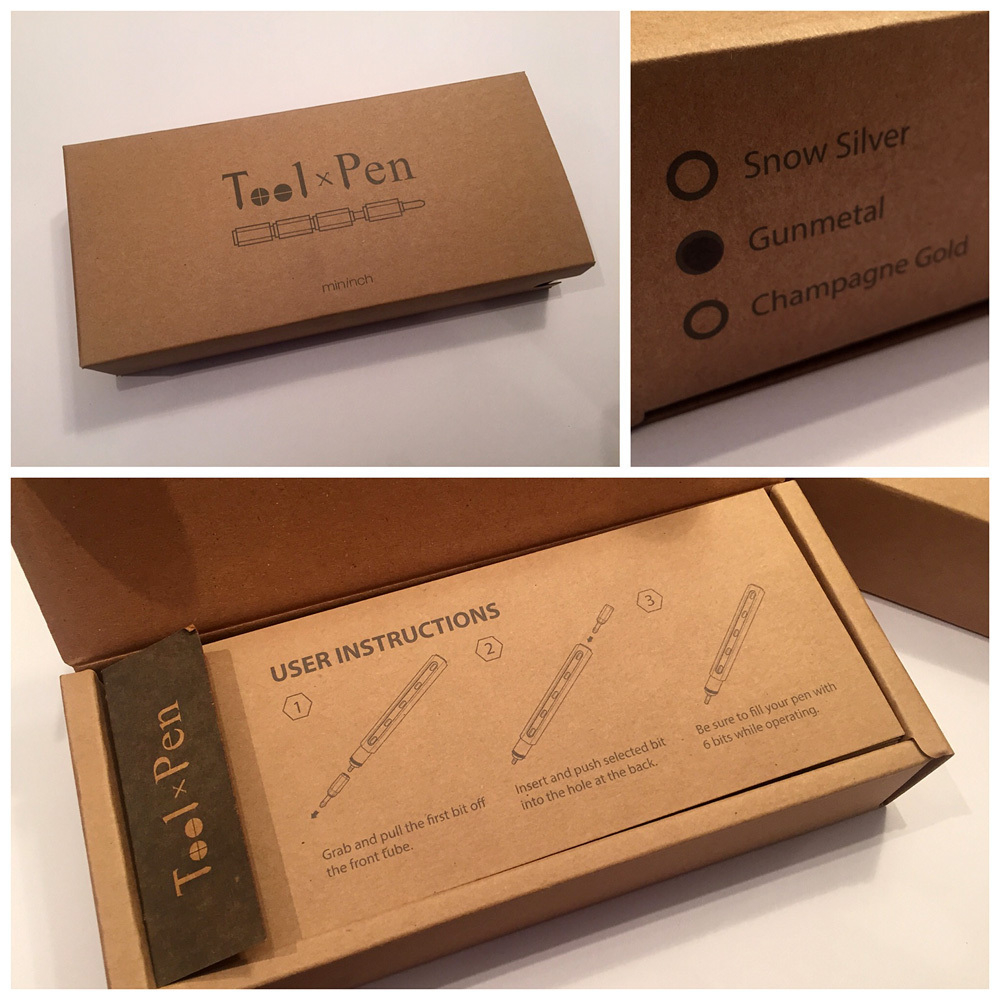 Tool × Pen
mininch
Snow Silver
Gunmetal
Champagne Gold
Tool × Pen
USER INSTRUCTIONS
1
Grab and pull the first bit off
the front tube.
2
Insert and push selected bit
into the hole at the back.
3
Be sure to fill your pen with
6 bits while operating.